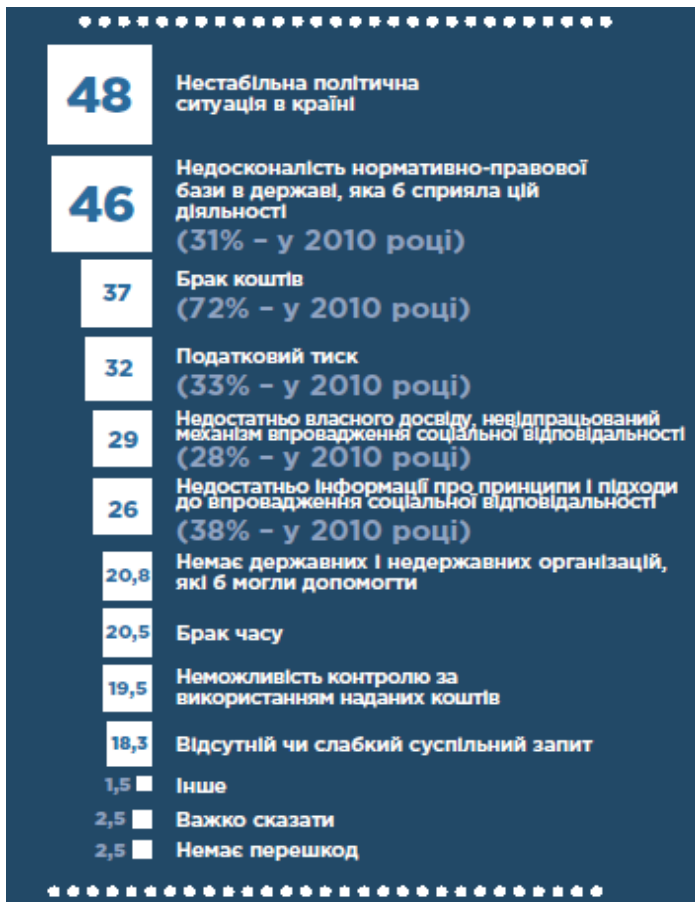 48
Нестабільна політична
ситуація в країні
46
Недосконалість нормативно-правової
бази в державі, яка б сприяла цій
діяльності
(31% – у 2010 році)
37
Брак коштів
(72% – у 2010 році)
32
Податковий тиск
(33% – у 2010 році)
29
Недостатньо власного досвіду, невідпрацьований
механізм впровадження соціальної відповідальності
(28% – у 2010 році)
26
Недостатньо інформації про принципи і підходи
до впровадження соціальної відповідальності
(38% – у 2010 році)
20,8
Немає державних і недержавних організацій,
які б могли допомогти
20,5
Брак часу
19,5
Неможливість контролю за
використанням наданих коштів
18,3
Відсутній чи слабкий суспільний запит
1,5
Інше
2,5
Важко сказати
2,5
Немає перешкод